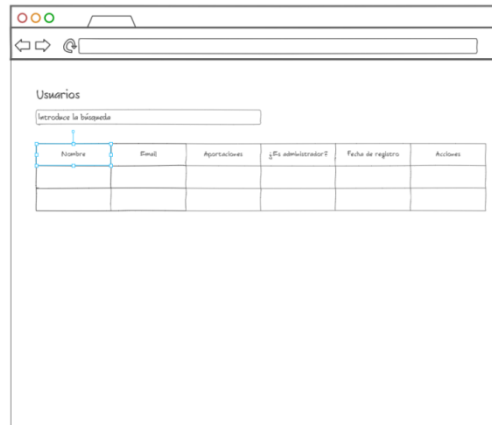 Usuarios
Introduce la búsqueda
Nombre Email Aportaciones ¿Es administrador? Fecha de registro Acciones